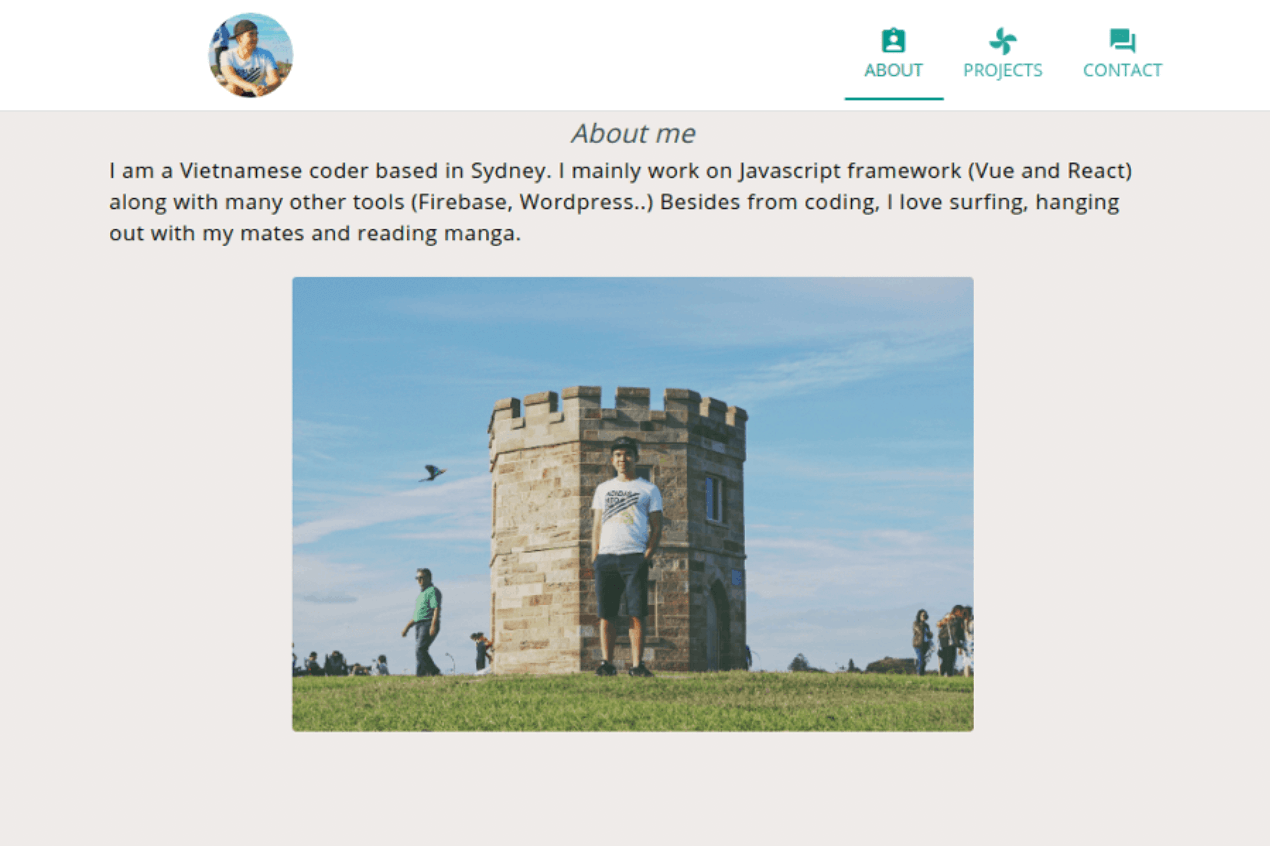 ABOUT PROJECTS CONTACT
About me
I am a Vietnamese coder based in Sydney. I mainly work on Javascript framework (Vue and React)
along with many other tools (Firebase, Wordpress..) Besides from coding, I love surfing, hanging
out with my mates and reading manga.